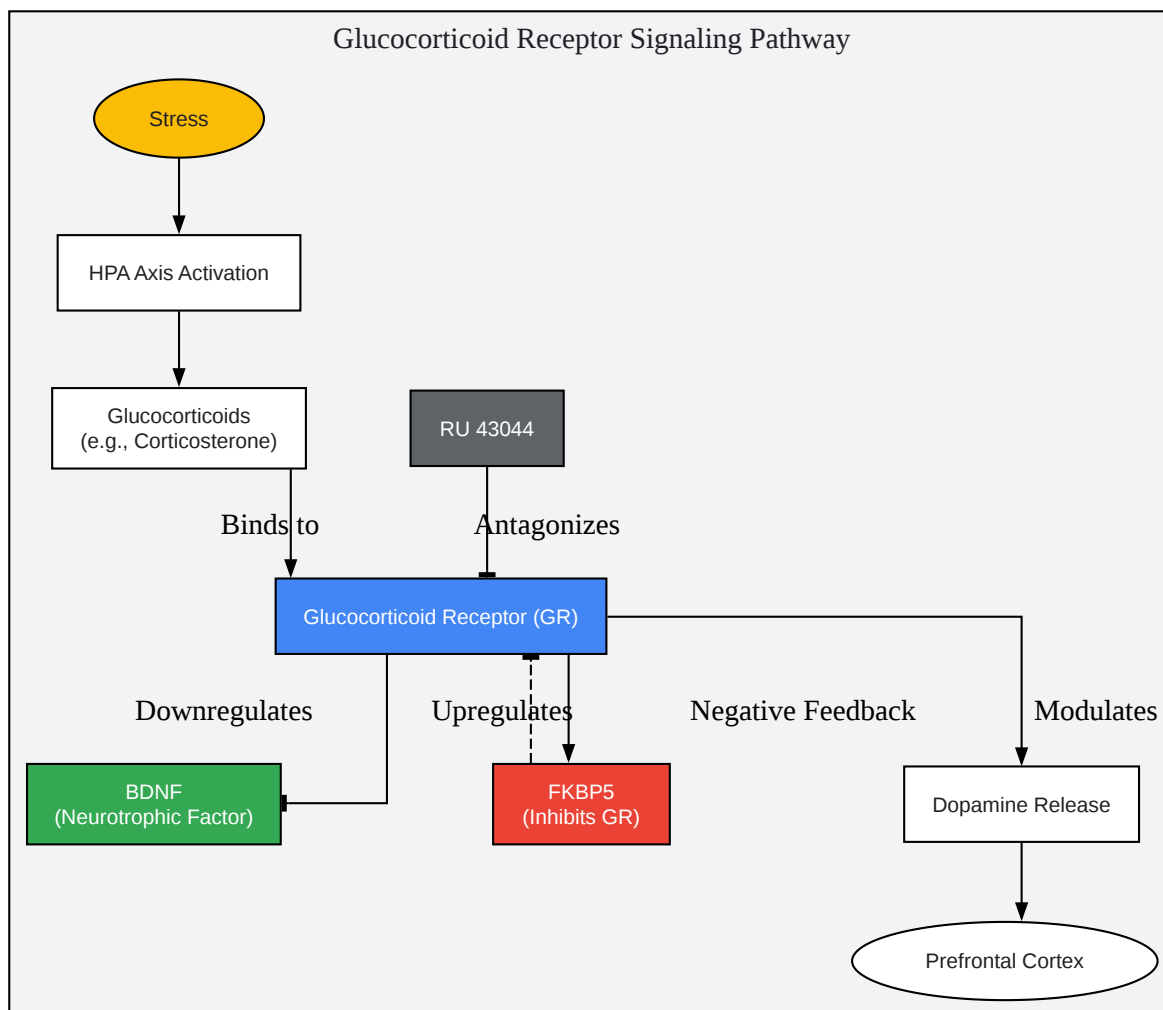 Glucocorticoid Receptor Signaling Pathway
Stress
HPA Axis Activation
Glucocorticoids
(e.g., Corticosterone)
RU 43044
Binds to
Antagonizes
Glucocorticoid Receptor (GR)
Downregulates
Upregulates
Negative Feedback
Modulates
BDNF
(Neurotrophic Factor)
FKBP5
(Inhibits GR)
Dopamine Release
Prefrontal Cortex